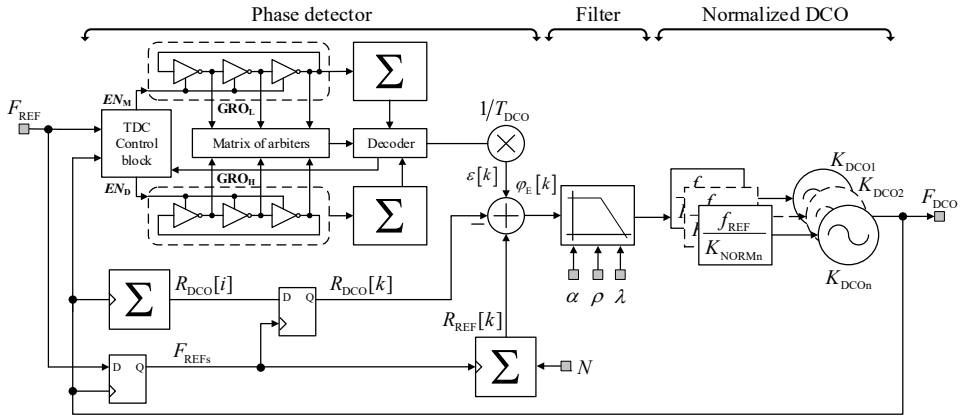 Phase detector
Filter
Normalized DCO
EN_M
GRO_L
Σ
F_REF
TDC
Control
block
Matrix of arbiters
Decoder
1/T_DCO
×
EN_D
GRO_H
Σ
ε[k]
φ_E[k]
+
−
f
f
f_REF
K_NORMn
K_DCO1
K_DCO2
F_DCO
K_DCOn
α ρ λ
Σ
R_DCO[i]
D Q
R_DCO[k]
R_REF[k]
D Q
F_REFs
Σ
N